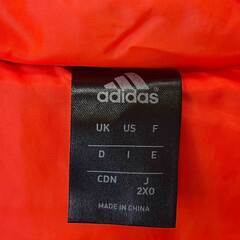 adidas
UK US F
D I E
CDN J
2XO
MADE IN CHINA